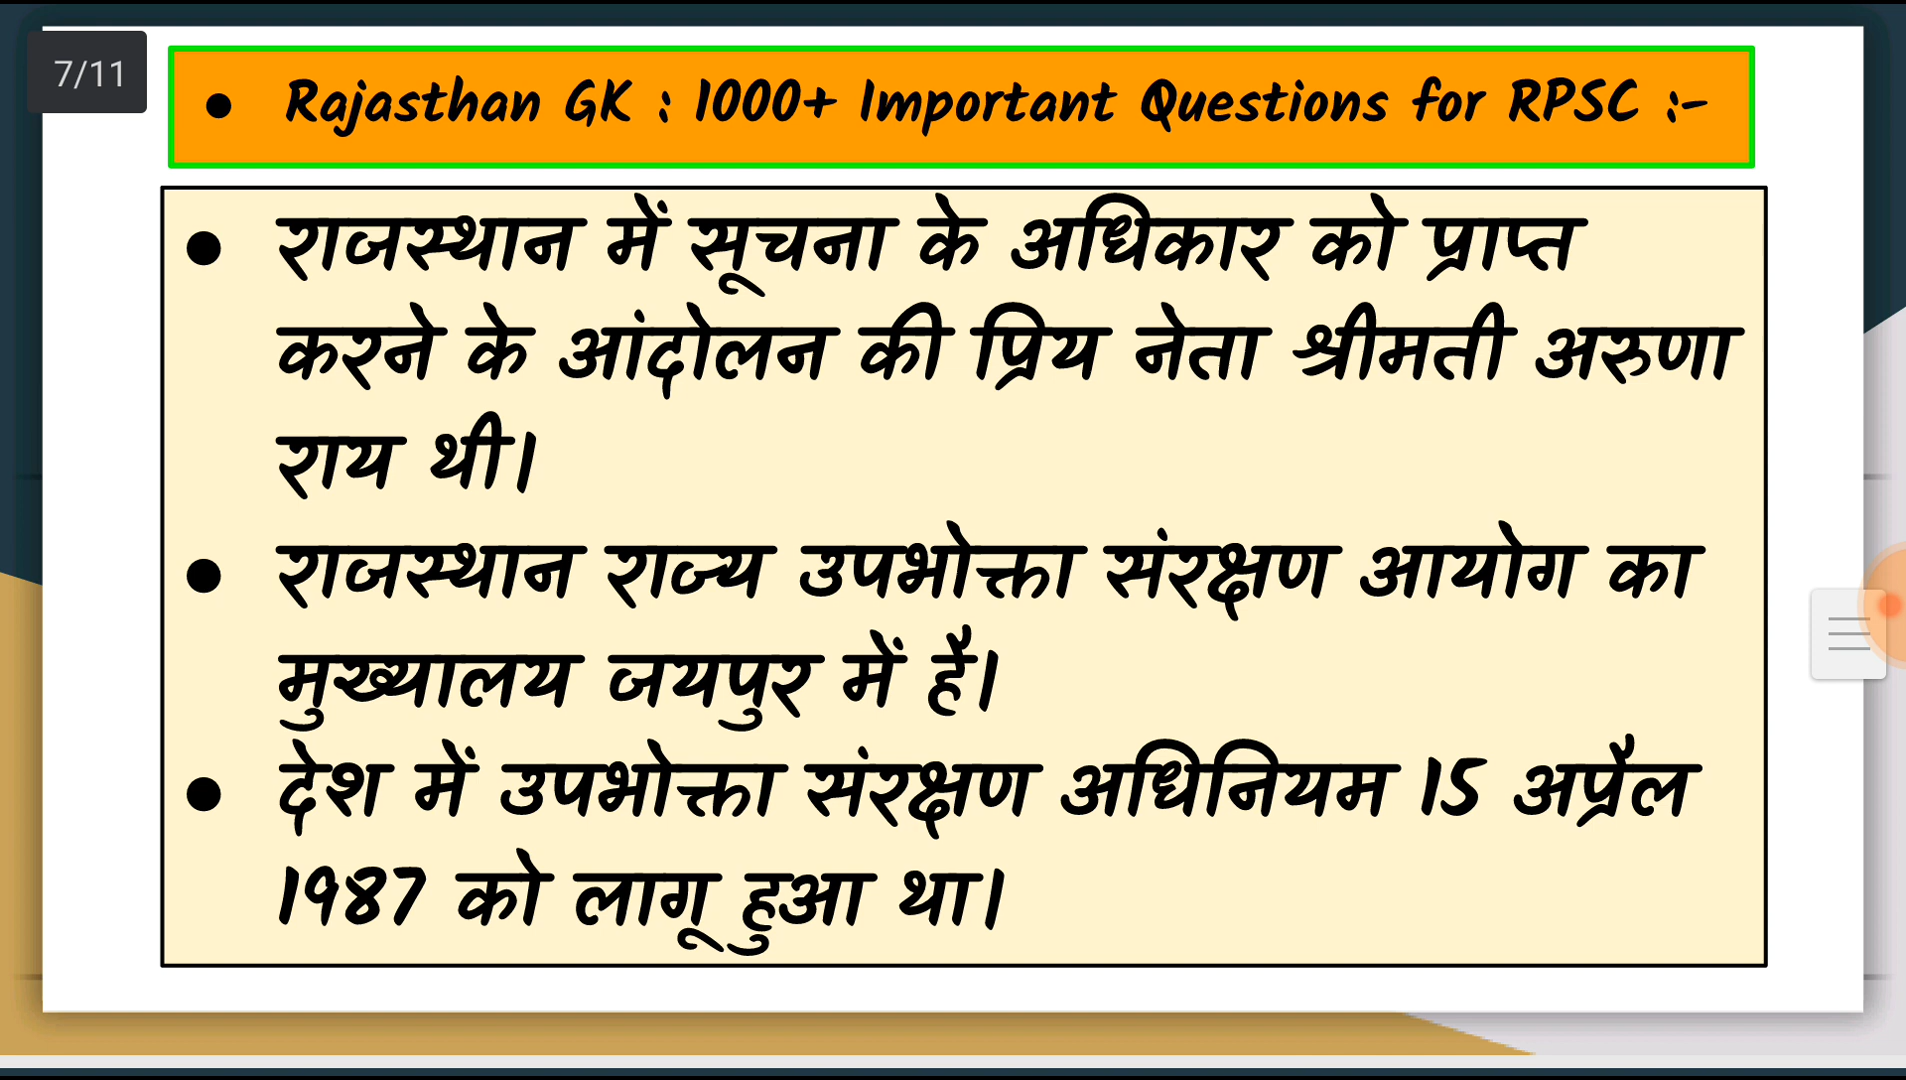 7/11
● Rajasthan GK : 1000+ Important Questions for RPSC :-
● राजस्थान में सूचना के अधिकार को प्राप्त
करने के आंदोलन की प्रिय नेता श्रीमती अरुणा
राय थी।
● राजस्थान राज्य उपभोक्ता संरक्षण आयोग का
मुख्यालय जयपुर में है।
● देश में उपभोक्ता संरक्षण अधिनियम 15 अप्रैल
1987 को लागू हुआ था।